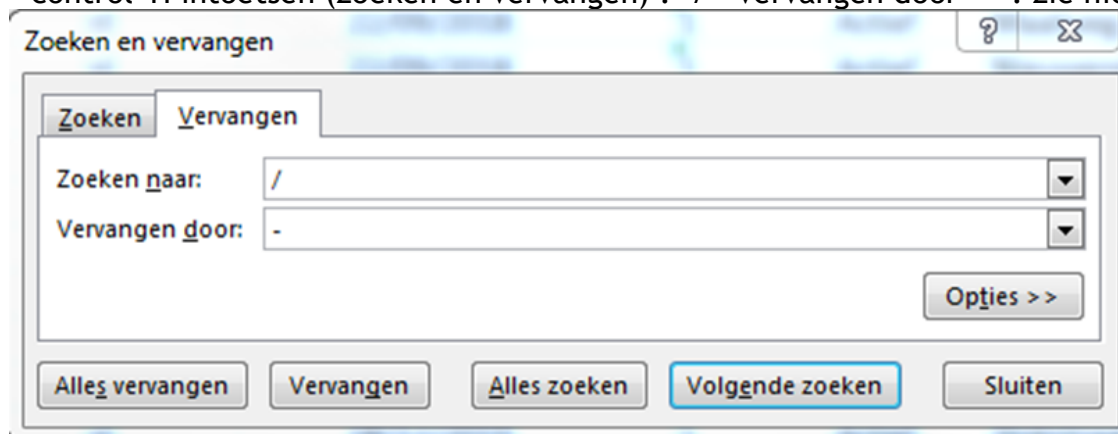 Zoeken en vervangen
Zoeken Vervangen
Zoeken naar: /
Vervangen door: -
Opties >>
Alles vervangen Vervangen Alles zoeken Volgende zoeken Sluiten